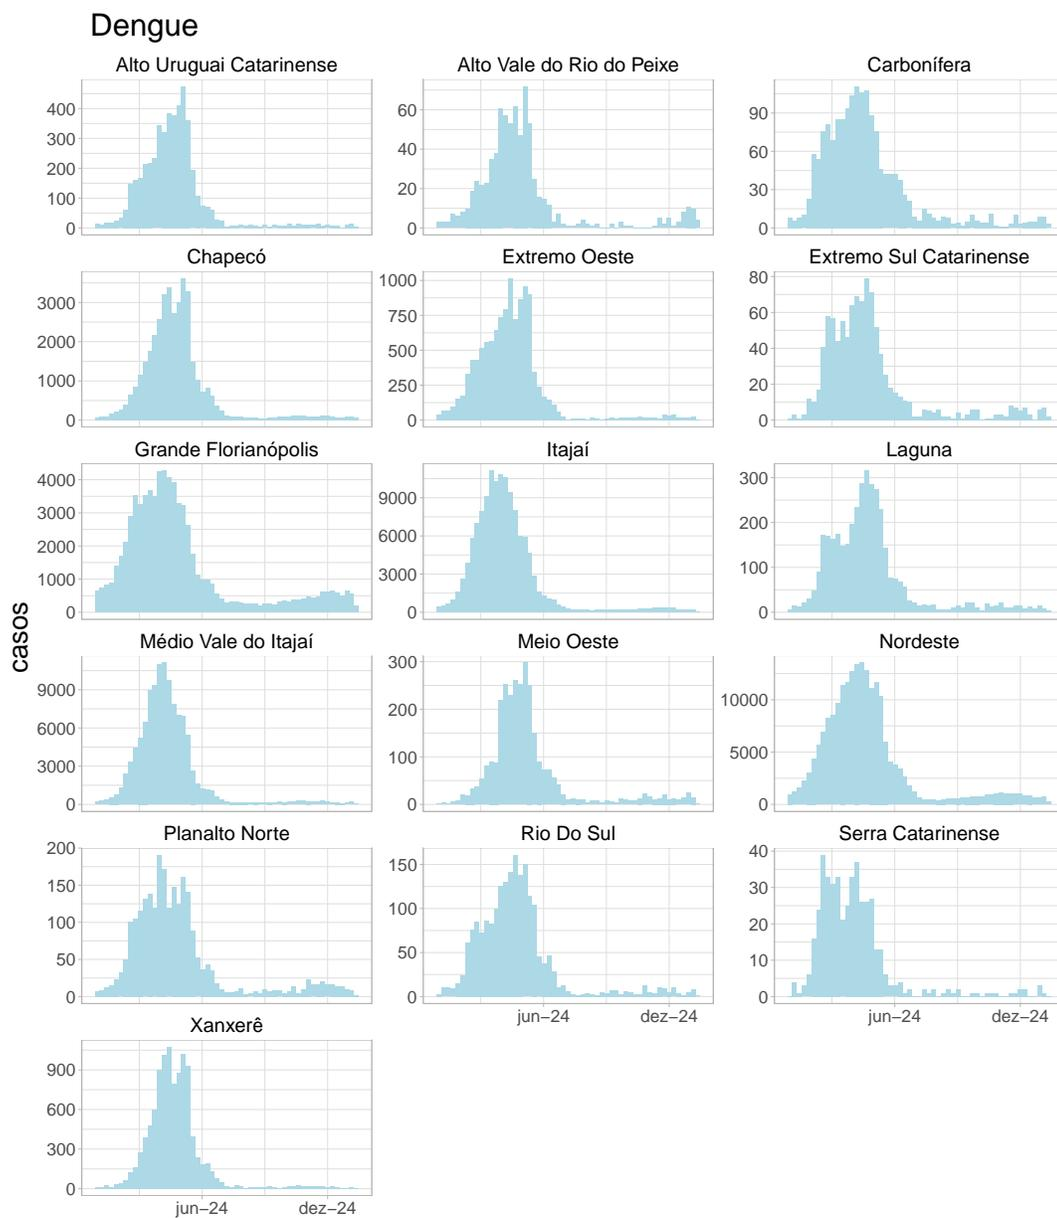 Dengue
Alto Uruguai Catarinense
Alto Vale do Rio do Peixe
Carbonífera
400
300
200
100
0
60
40
20
0
90
60
30
0
Chapecó
Extremo Oeste
Extremo Sul Catarinense
3000
2000
1000
0
1000
750
500
250
0
80
60
40
20
0
Grande Florianópolis
Itajaí
Laguna
4000
3000
2000
1000
0
9000
6000
3000
0
300
200
100
0
casos
Médio Vale do Itajaí
Meio Oeste
Nordeste
9000
6000
3000
0
300
200
100
0
10000
5000
0
Planalto Norte
Rio Do Sul
Serra Catarinense
200
150
100
50
0
150
100
50
0
40
30
20
10
0
jun–24
dez–24
jun–24
dez–24
Xanxerê
900
600
300
0
jun–24
dez–24